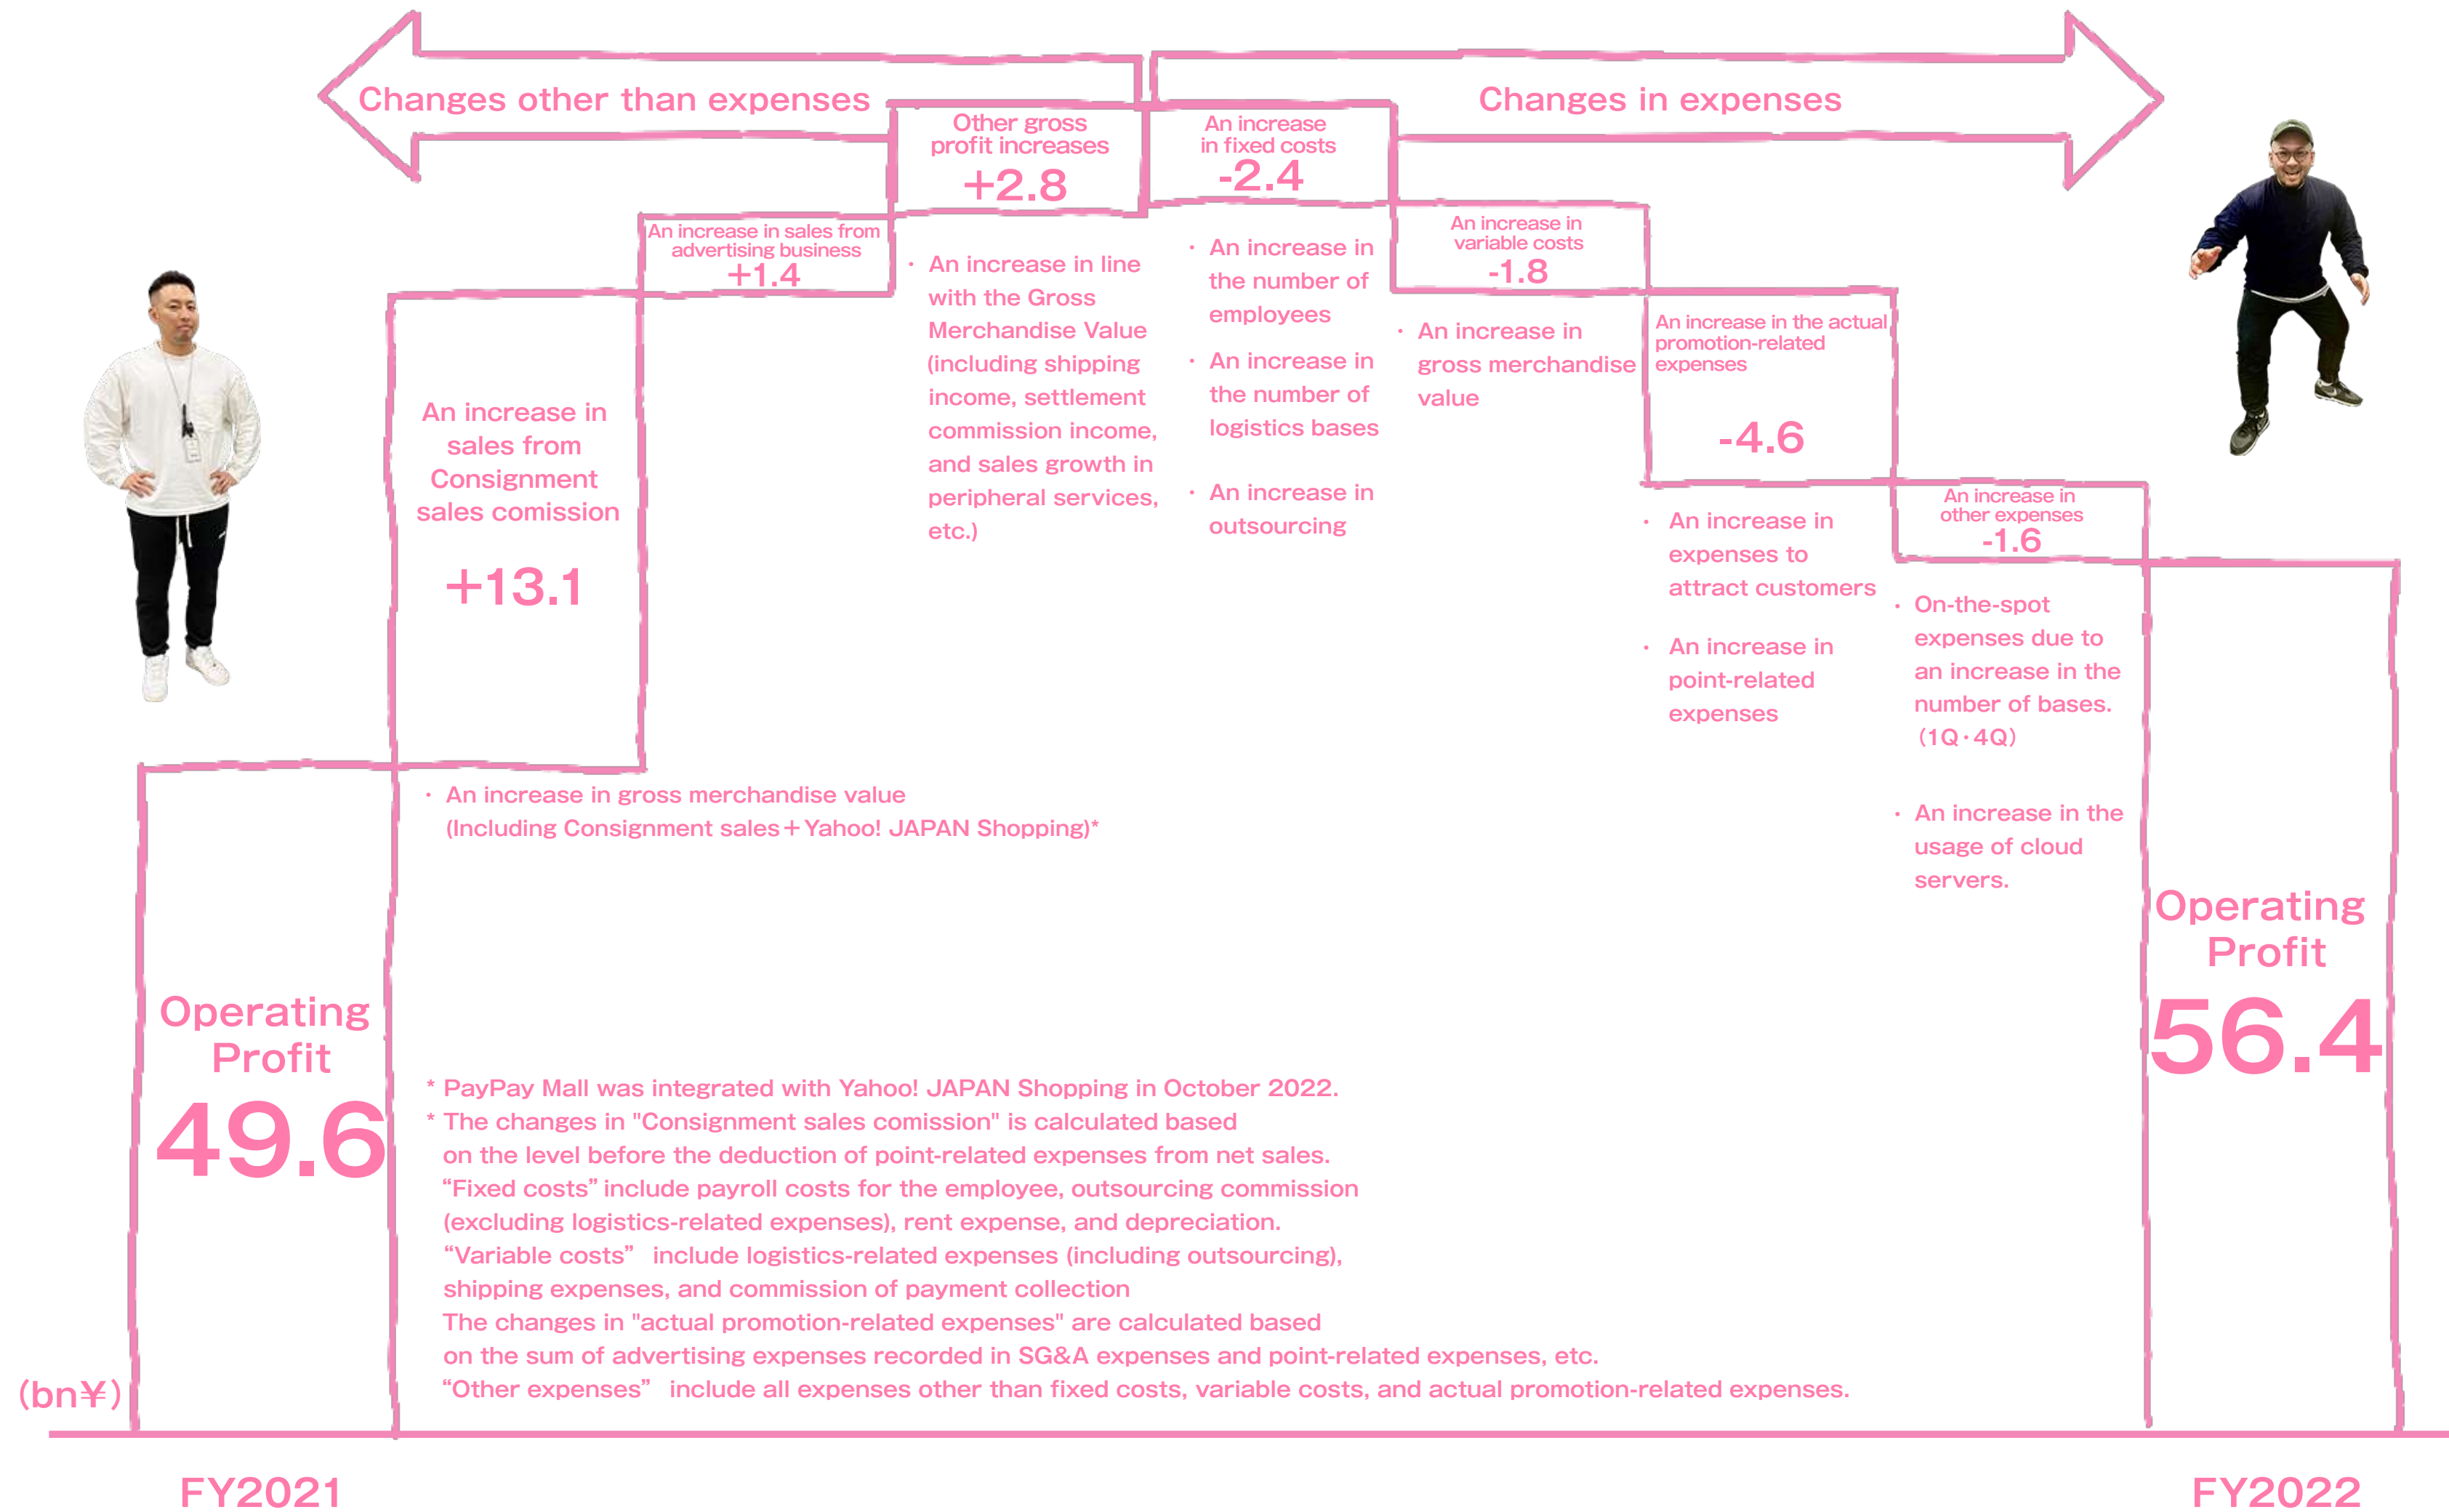 Changes other than expenses
Changes in expenses
Other gross
profit increases
+2.8
An increase
in fixed costs
-2.4
An increase in sales from
advertising business
+1.4
An increase in
variable costs
-1.8
・ An increase in line
with the Gross
Merchandise Value
(including shipping
income, settlement
commission income,
and sales growth in
peripheral services,
etc.)
・ An increase in
the number of
employees
・ An increase in
the number of
logistics bases
・ An increase in
outsourcing
・ An increase in
gross merchandise
value
An increase in the actual
promotion-related
expenses
-4.6
An increase in
sales from
Consignment
sales comission
+13.1
An increase in
other expenses
-1.6
・ An increase in
expenses to
attract customers
・ An increase in
point-related
expenses
・ On-the-spot
expenses due to
an increase in the
number of bases.
(1Q・4Q)
・ An increase in the
usage of cloud
servers.
・ An increase in gross merchandise value
(Including Consignment sales+Yahoo! JAPAN Shopping)*
Operating
Profit
49.6
Operating
Profit
56.4
* PayPay Mall was integrated with Yahoo! JAPAN Shopping in October 2022.
* The changes in "Consignment sales comission" is calculated based
on the level before the deduction of point-related expenses from net sales.
“Fixed costs” include payroll costs for the employee, outsourcing commission
(excluding logistics-related expenses), rent expense, and depreciation.
“Variable costs” include logistics-related expenses (including outsourcing),
shipping expenses, and commission of payment collection
The changes in "actual promotion-related expenses" are calculated based
on the sum of advertising expenses recorded in SG&A expenses and point-related expenses, etc.
“Other expenses” include all expenses other than fixed costs, variable costs, and actual promotion-related expenses.
(bn¥)
FY2021
FY2022